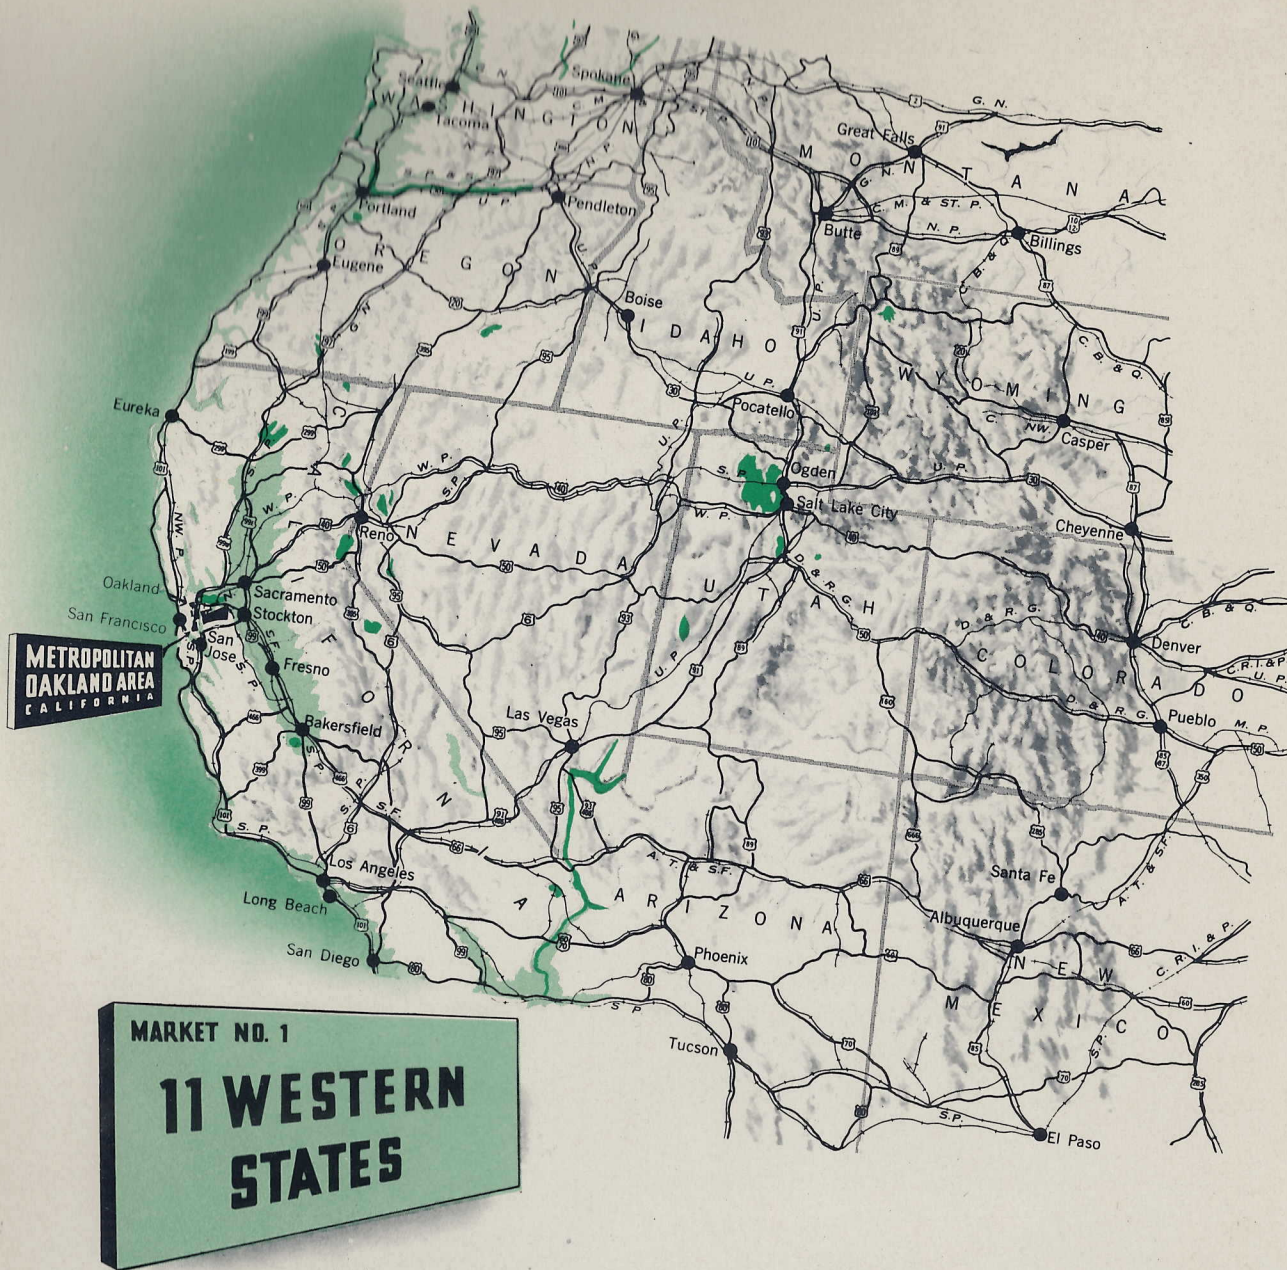 G. N.
Seattle
Spokane
WASHINGTON
C. M.
Tacoma
G. N.
Great Falls
MONTANA
G. N.
C. M. & ST. P.
N. P.
Butte
Billings
C. B. & Q.
U P
Portland
Pendleton
OREGON
Eugene
G N
Boise
IDAHO
U. P.
U. P.
Pocatello
WYOMING
C. B. & Q.
C. NW.
Casper
Eureka
W. P.
S. P.
U. P.
S. P.
Ogden
U. P.
W. P.
Salt Lake City
Cheyenne
NW. P.
W. P.
Reno
NEVADA
UTAH
D & R G. H
Oakland
Sacramento
San Francisco
Stockton
San Jose
S. P.
S. F.
Fresno
METROPOLITAN
OAKLAND AREA
CALIFORNIA
CALIFORNIA
D & R. G.
C. B. & Q.
Denver
C. R. I. & P.
U. P.
COLORADO
D. & R. G.
Pueblo
M. P.
U. P.
Las Vegas
Bakersfield
S. P.
S. P.
S. F.
S. P.
Los Angeles
Long Beach
San Diego
A. T. & S. F.
ARIZONA
Santa Fe
A. T. & S. F.
Albuquerque
C. R. I. & P.
NEW
MEXICO
Phoenix
S P
Tucson
S. P.
S. P.
El Paso
MARKET NO. 1
11 WESTERN
STATES